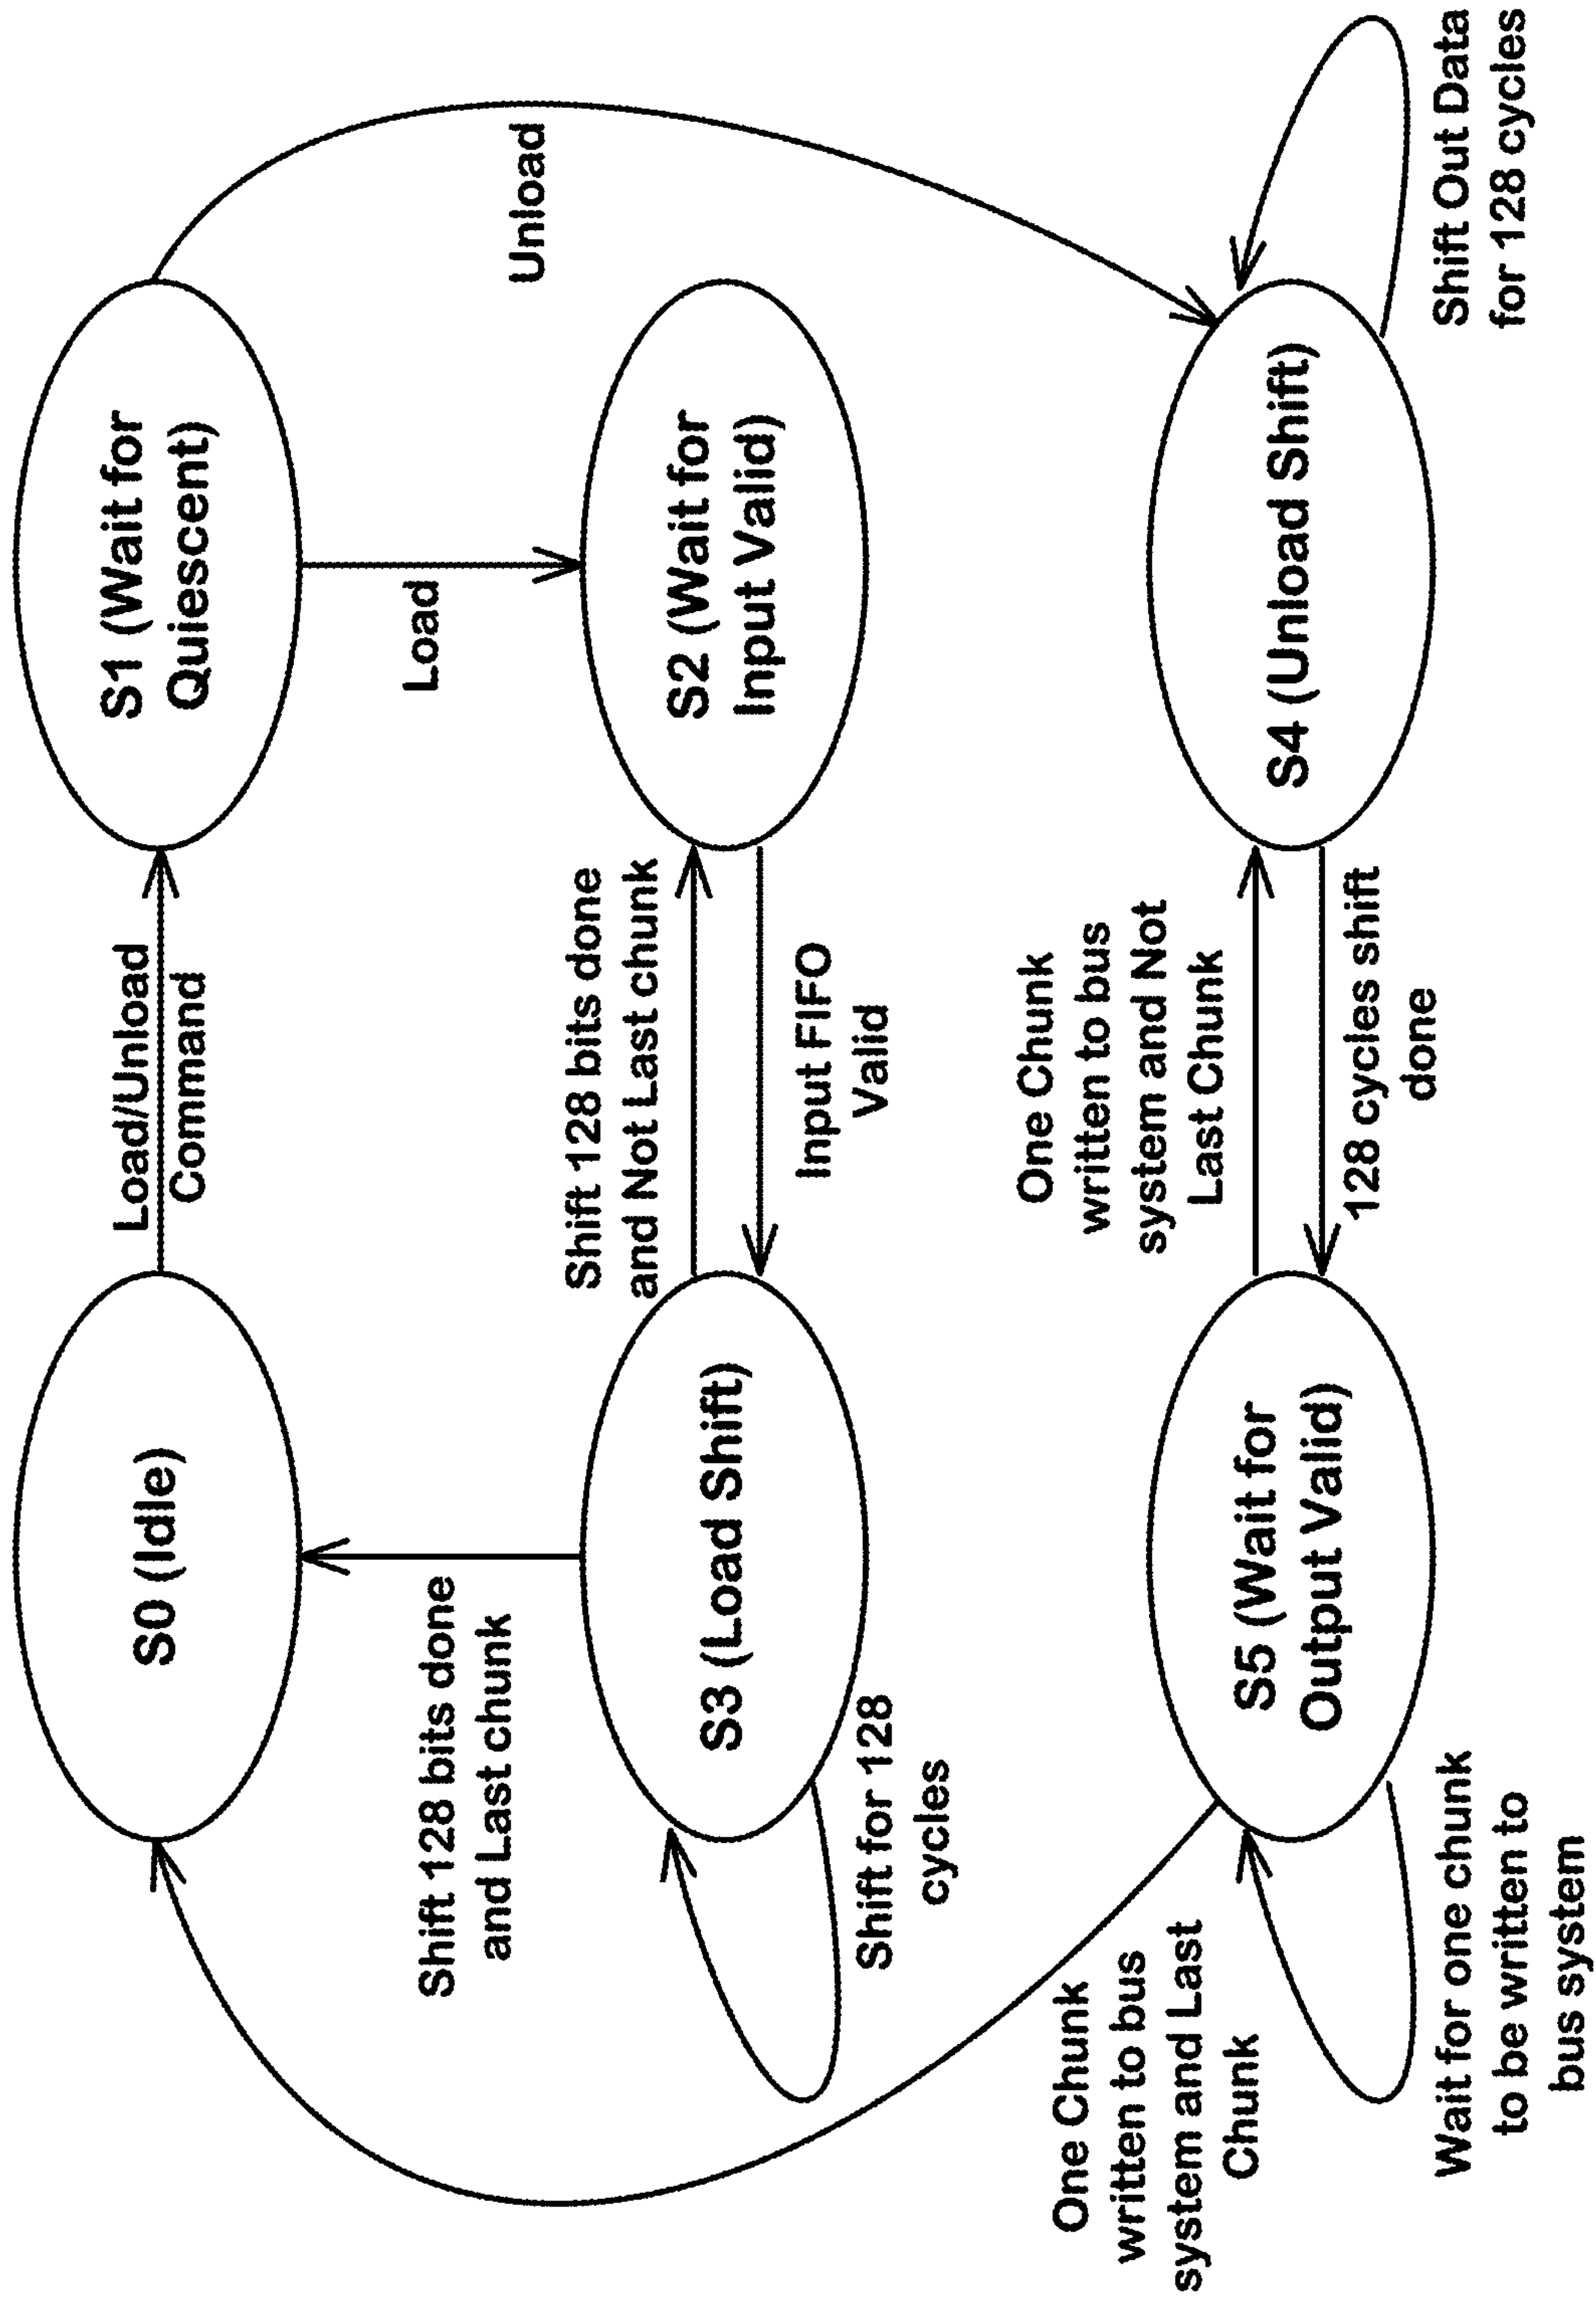 S0 (Idle)
Load/Unload
Command
S1 (Wait for
Quiescent)
Shift 128 bits done
and Last chunk
Load
Unload
S3 (Load Shift)
Shift 128 bits done
and Not Last chunk
Input FIFO
Valid
S2 (Wait for
Input Valid)
Shift for 128
cycles
One Chunk
written to bus
system and Last
Chunk
S5 (Wait for
Output Valid)
One Chunk
written to bus
system and Not
Last Chunk
128 cycles shift
done
S4 (Unload Shift)
Wait for one chunk
to be written to
bus system
Shift Out Data
for 128 cycles